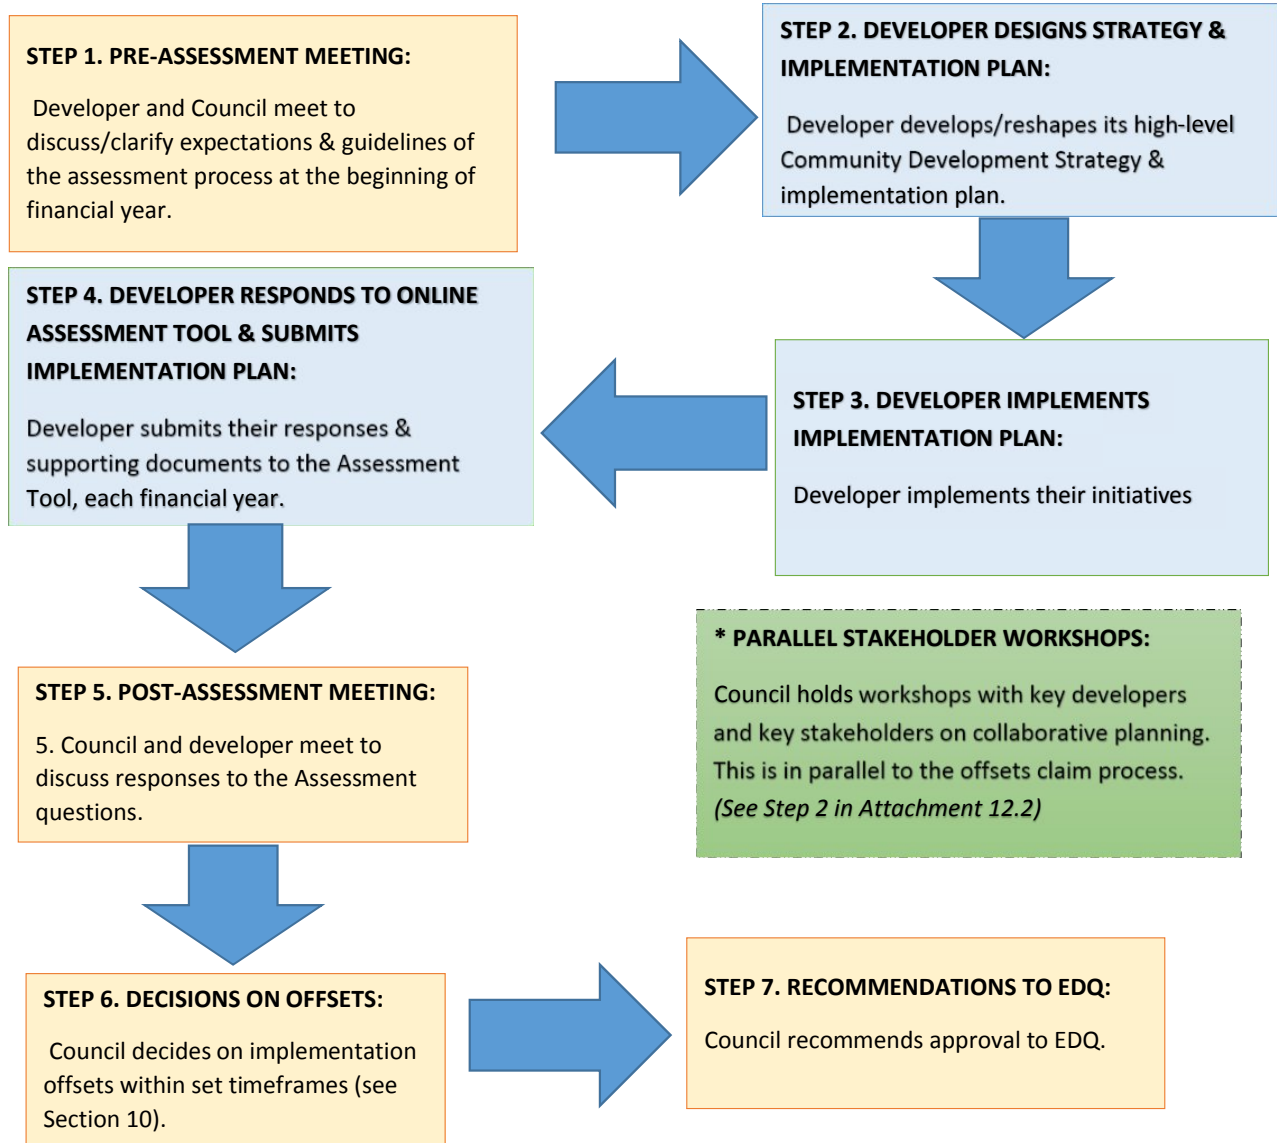 STEP 1. PRE-ASSESSMENT MEETING:
Developer and Council meet to
discuss/clarify expectations & guidelines of
the assessment process at the beginning of
financial year.
STEP 2. DEVELOPER DESIGNS STRATEGY &
IMPLEMENTATION PLAN:
Developer develops/reshapes its high-level
Community Development Strategy &
implementation plan.
STEP 3. DEVELOPER IMPLEMENTS
IMPLEMENTATION PLAN:
Developer implements their initiatives
STEP 4. DEVELOPER RESPONDS TO ONLINE
ASSESSMENT TOOL & SUBMITS
IMPLEMENTATION PLAN:
Developer submits their responses &
supporting documents to the Assessment
Tool, each financial year.
* PARALLEL STAKEHOLDER WORKSHOPS:
Council holds workshops with key developers
and key stakeholders on collaborative planning.
This is in parallel to the offsets claim process.
(See Step 2 in Attachment 12.2)
STEP 5. POST-ASSESSMENT MEETING:
5. Council and developer meet to
discuss responses to the Assessment
questions.
STEP 6. DECISIONS ON OFFSETS:
Council decides on implementation
offsets within set timeframes (see
Section 10).
STEP 7. RECOMMENDATIONS TO EDQ:
Council recommends approval to EDQ.